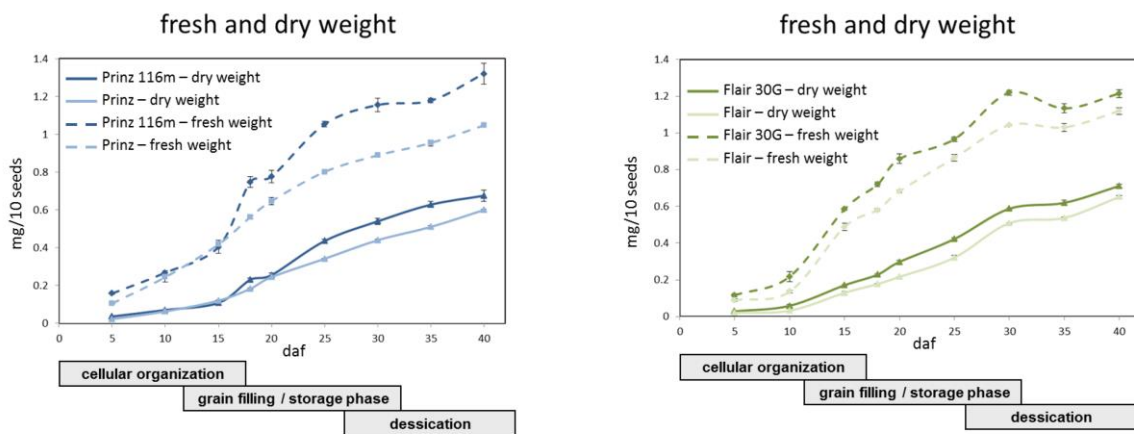 fresh and dry weight
1.4
1.2
1
0.8
0.6
0.4
0.2
0
mg/10 seeds
Prinz 116m – dry weight
Prinz – dry weight
Prinz 116m – fresh weight
Prinz – fresh weight
0 5 10 15 20 25 30 35 40
daf
cellular organization
grain filling / storage phase
dessication
fresh and dry weight
1.4
1.2
1
0.8
0.6
0.4
0.2
0
mg/10 seeds
Flair 30G – dry weight
Flair – dry weight
Flair 30G – fresh weight
Flair – fresh weight
0 5 10 15 20 25 30 35 40
daf
cellular organization
grain filling / storage phase
dessication